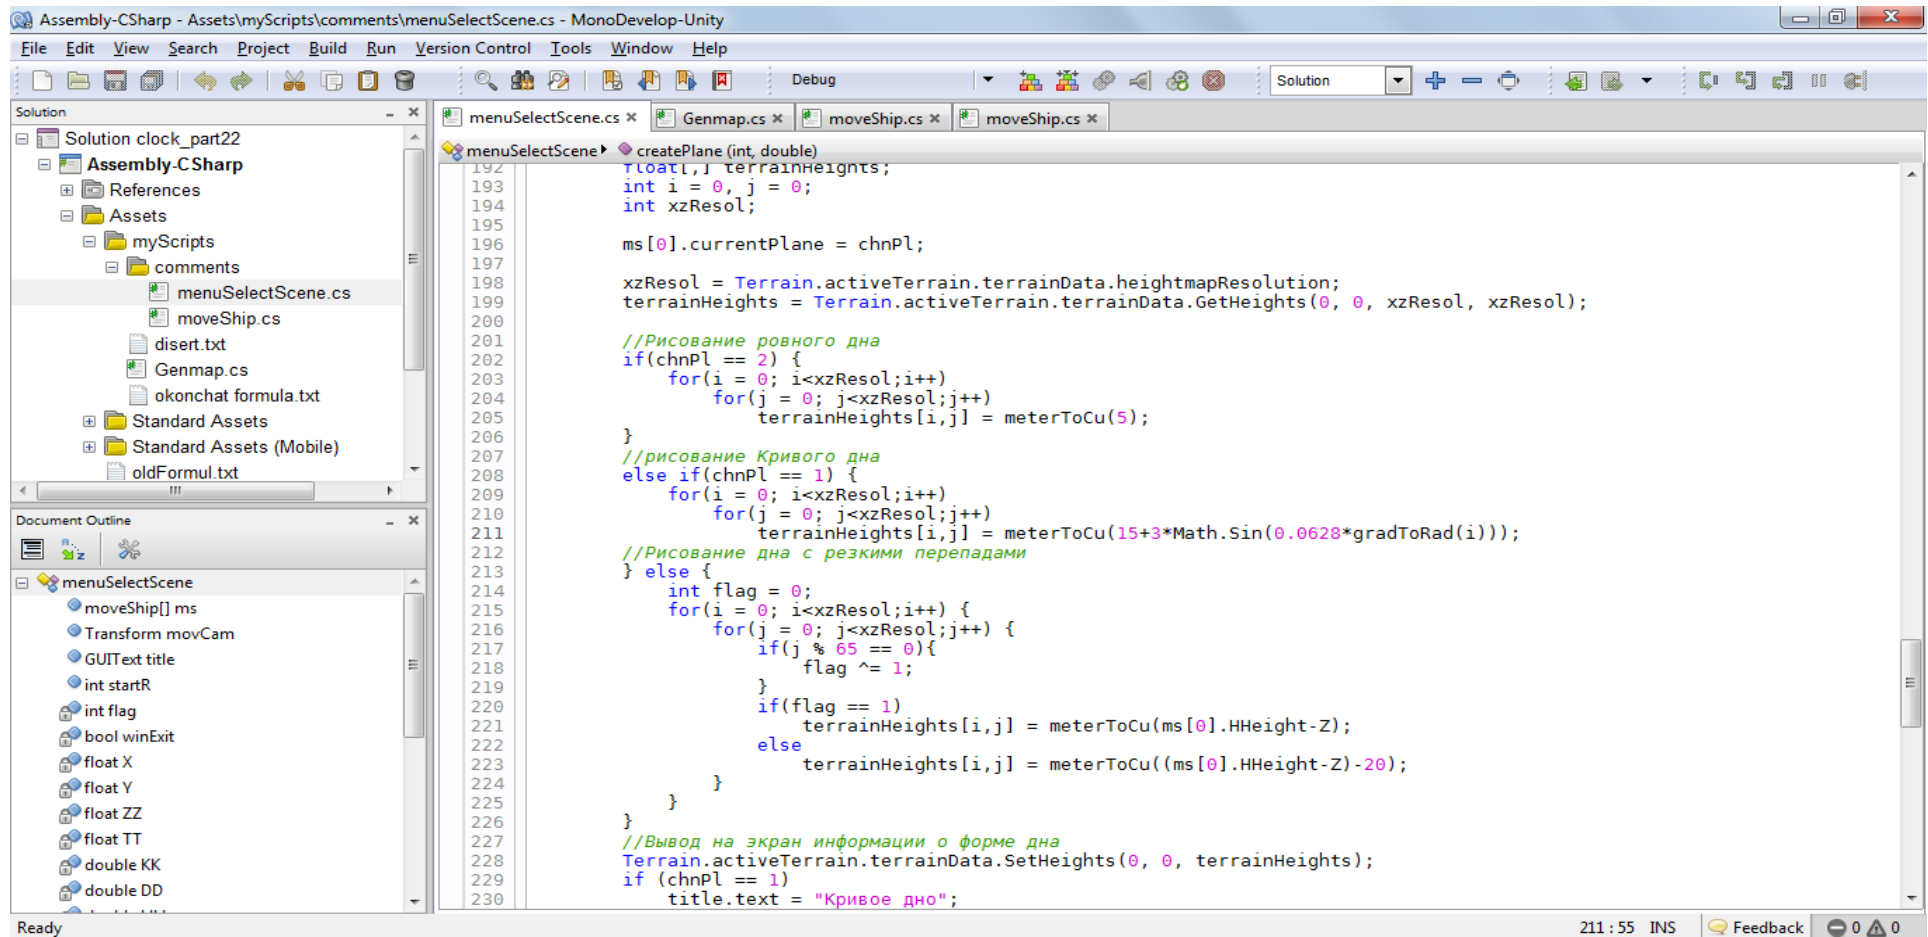 Assembly-CSharp - Assets\myScripts\comments\menuSelectScene.cs - MonoDevelop-Unity
File Edit View Search Project Build Run Version Control Tools Window Help
Debug Solution
Solution
Solution clock_part22
Assembly-CSharp
References
Assets
myScripts
comments
menuSelectScene.cs
moveShip.cs
disert.txt
Genmap.cs
okonchat formula.txt
Standard Assets
Standard Assets (Mobile)
oldFormul.txt
Document Outline
menuSelectScene
moveShip[] ms
Transform movCam
GUIText title
int startR
int flag
bool winExit
float X
float Y
float ZZ
float TT
double KK
double DD
menuSelectScene.cs Genmap.cs moveShip.cs moveShip.cs
menuSelectScene createPlane (int, double)
192 float[,] terrainHeights;
193 int i = 0, j = 0;
194 int xzResol;
195
196 ms[0].currentPlane = chnPl;
197
198 xzResol = Terrain.activeTerrain.terrainData.heightmapResolution;
199 terrainHeights = Terrain.activeTerrain.terrainData.GetHeights(0, 0, xzResol, xzResol);
200
201 //Рисование ровного дна
202 if(chnPl == 2) {
203 for(i = 0; i<xzResol;i++)
204 for(j = 0; j<xzResol;j++)
205 terrainHeights[i,j] = meterToCu(5);
206 }
207 //рисование Кривого дна
208 else if(chnPl == 1) {
209 for(i = 0; i<xzResol;i++)
210 for(j = 0; j<xzResol;j++)
211 terrainHeights[i,j] = meterToCu(15+3*Math.Sin(0.0628*gradToRad(i)));
212 //Рисование дна с резкими перепадами
213 } else {
214 int flag = 0;
215 for(i = 0; i<xzResol;i++) {
216 for(j = 0; j<xzResol;j++) {
217 if(j % 65 == 0){
218 flag ^= 1;
219 }
220 if(flag == 1)
221 terrainHeights[i,j] = meterToCu(ms[0].HHeight-Z);
222 else
223 terrainHeights[i,j] = meterToCu((ms[0].HHeight-Z)-20);
224 }
225 }
226 }
227 //Вывод на экран информации о форме дна
228 Terrain.activeTerrain.terrainData.SetHeights(0, 0, terrainHeights);
229 if (chnPl == 1)
230 title.text = "Кривое дно";
Ready 211 : 55 INS Feedback 0 0